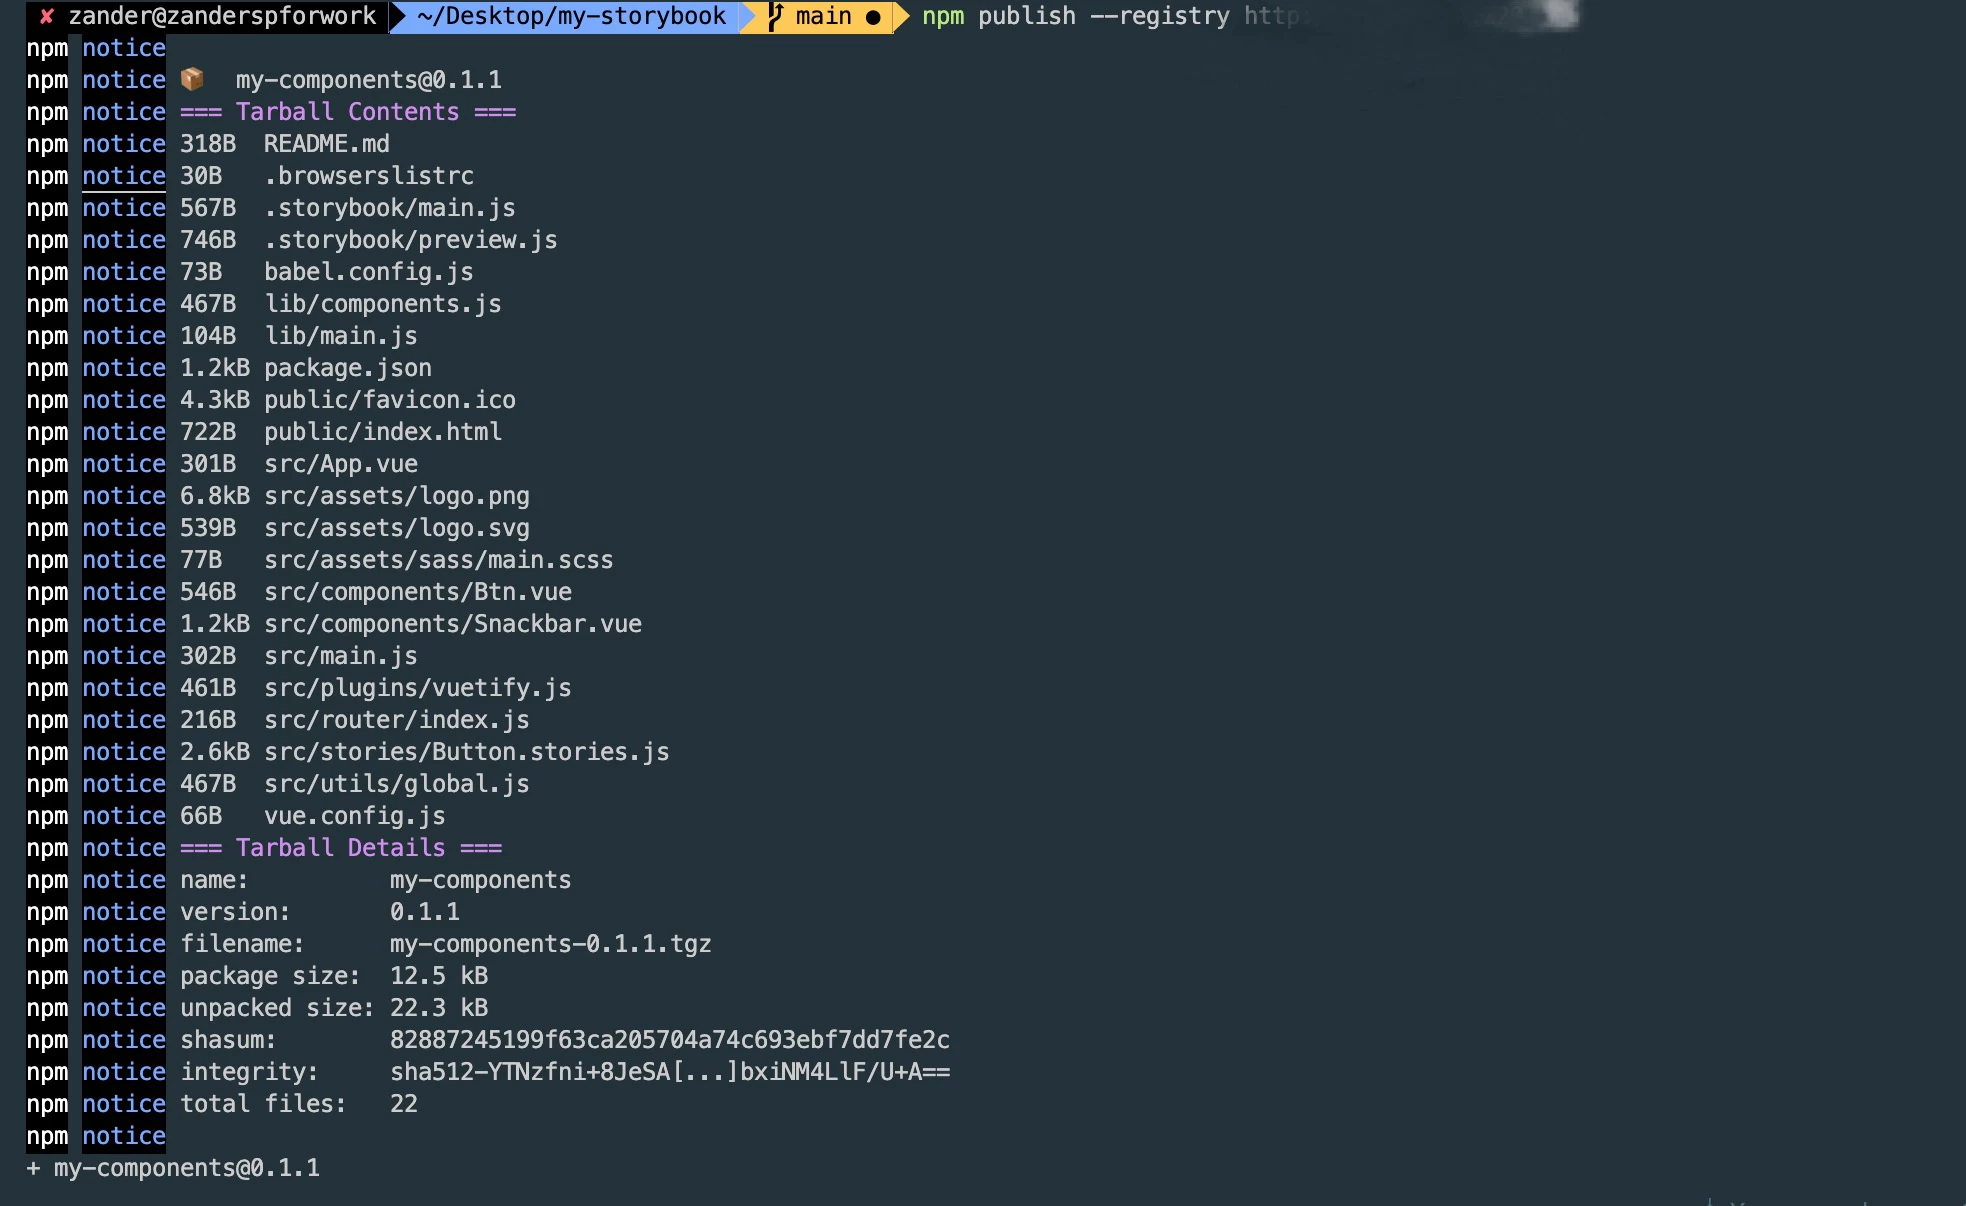 ✘ zander@zanderspforwork ~/Desktop/my-storybook main ● npm publish --registry http
npm notice
npm notice 📦  my-components@0.1.1
npm notice === Tarball Contents ===
npm notice 318B  README.md
npm notice 30B   .browserslistrc
npm notice 567B  .storybook/main.js
npm notice 746B  .storybook/preview.js
npm notice 73B   babel.config.js
npm notice 467B  lib/components.js
npm notice 104B  lib/main.js
npm notice 1.2kB package.json
npm notice 4.3kB public/favicon.ico
npm notice 722B  public/index.html
npm notice 301B  src/App.vue
npm notice 6.8kB src/assets/logo.png
npm notice 539B  src/assets/logo.svg
npm notice 77B   src/assets/sass/main.scss
npm notice 546B  src/components/Btn.vue
npm notice 1.2kB src/components/Snackbar.vue
npm notice 302B  src/main.js
npm notice 461B  src/plugins/vuetify.js
npm notice 216B  src/router/index.js
npm notice 2.6kB src/stories/Button.stories.js
npm notice 467B  src/utils/global.js
npm notice 66B   vue.config.js
npm notice === Tarball Details ===
npm notice name:          my-components
npm notice version:       0.1.1
npm notice filename:      my-components-0.1.1.tgz
npm notice package size:  12.5 kB
npm notice unpacked size: 22.3 kB
npm notice shasum:        82887245199f63ca205704a74c693ebf7dd7fe2c
npm notice integrity:     sha512-YTNzfni+8JeSA[...]bxiNM4LlF/U+A==
npm notice total files:   22
npm notice
+ my-components@0.1.1